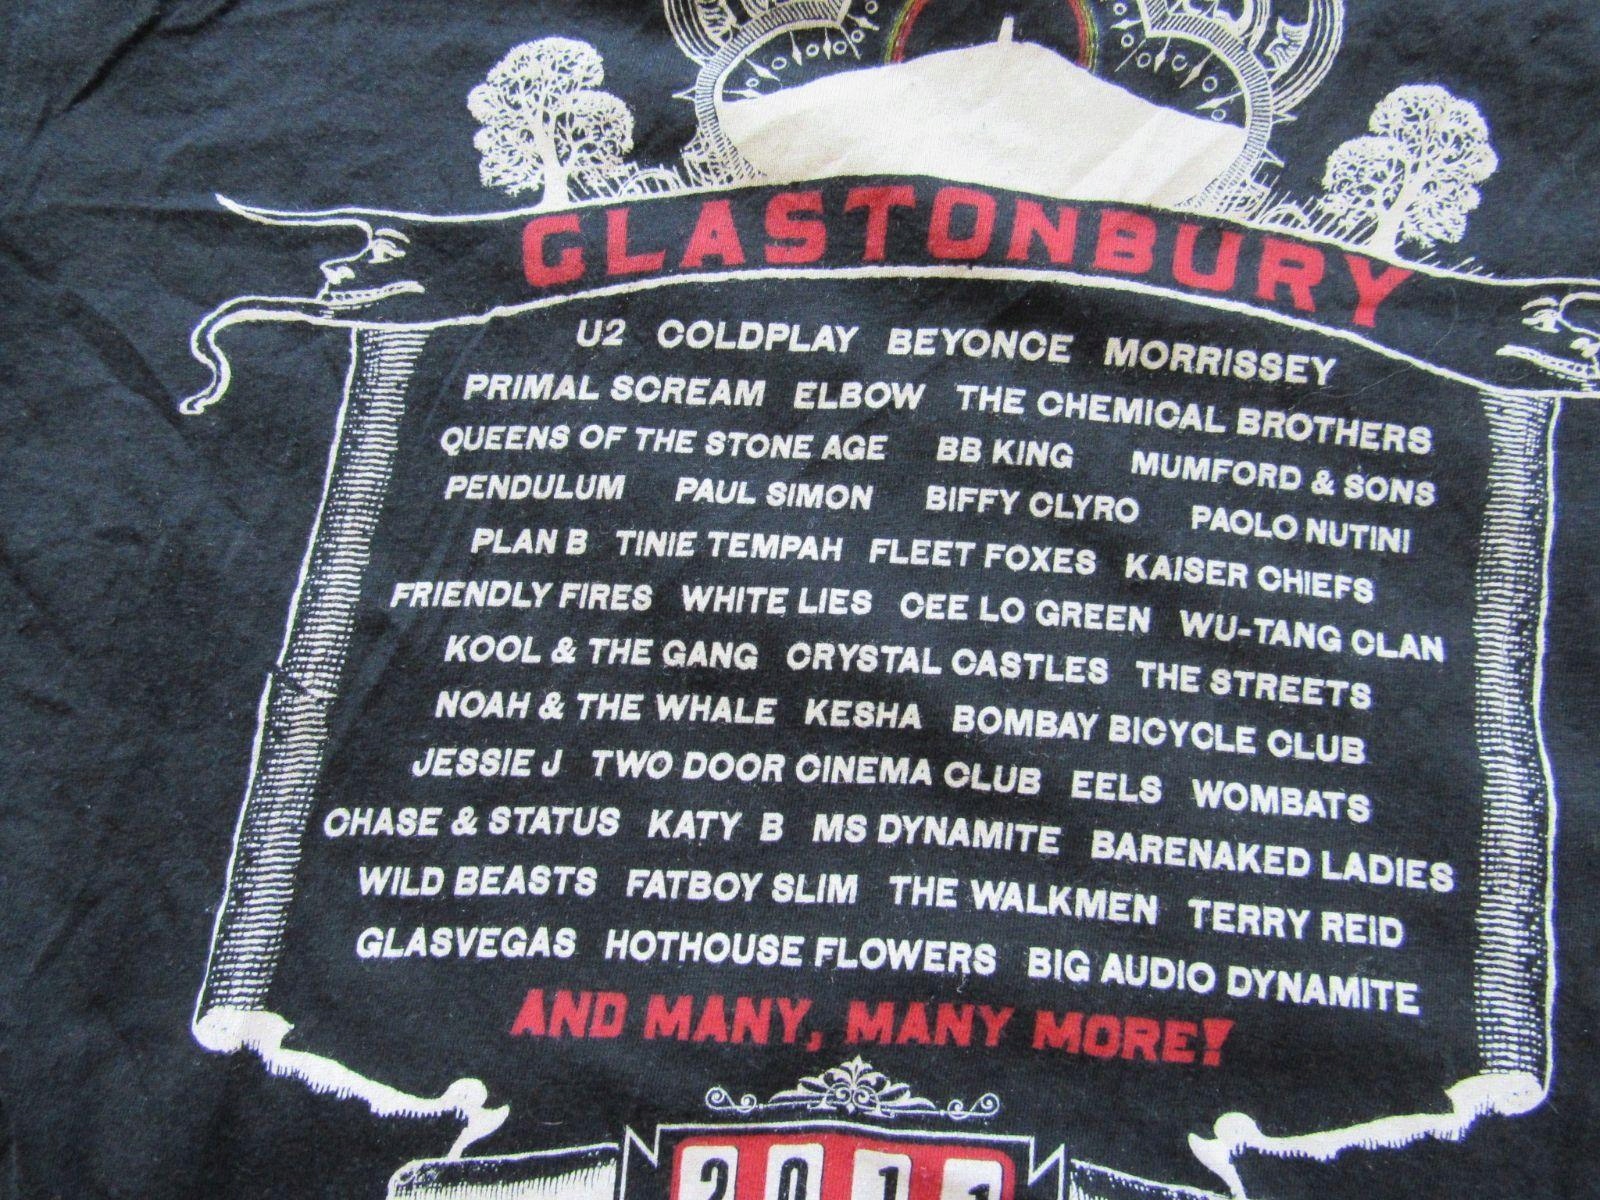 GLASTONBURY
U2 COLDPLAY BEYONCE MORRISSEY
PRIMAL SCREAM ELBOW THE CHEMICAL BROTHERS
QUEENS OF THE STONE AGE BB KING MUMFORD & SONS
PENDULUM PAUL SIMON BIFFY CLYRO PAOLO NUTINI
PLAN B TINIE TEMPAH FLEET FOXES KAISER CHIEFS
FRIENDLY FIRES WHITE LIES CEE LO GREEN WU-TANG CLAN
KOOL & THE GANG CRYSTAL CASTLES THE STREETS
NOAH & THE WHALE KESHA BOMBAY BICYCLE CLUB
JESSIE J TWO DOOR CINEMA CLUB EELS WOMBATS
CHASE & STATUS KATY B MS DYNAMITE BARENAKED LADIES
WILD BEASTS FATBOY SLIM THE WALKMEN TERRY REID
GLASVEGAS HOTHOUSE FLOWERS BIG AUDIO DYNAMITE
AND MANY, MANY MORE!
2011